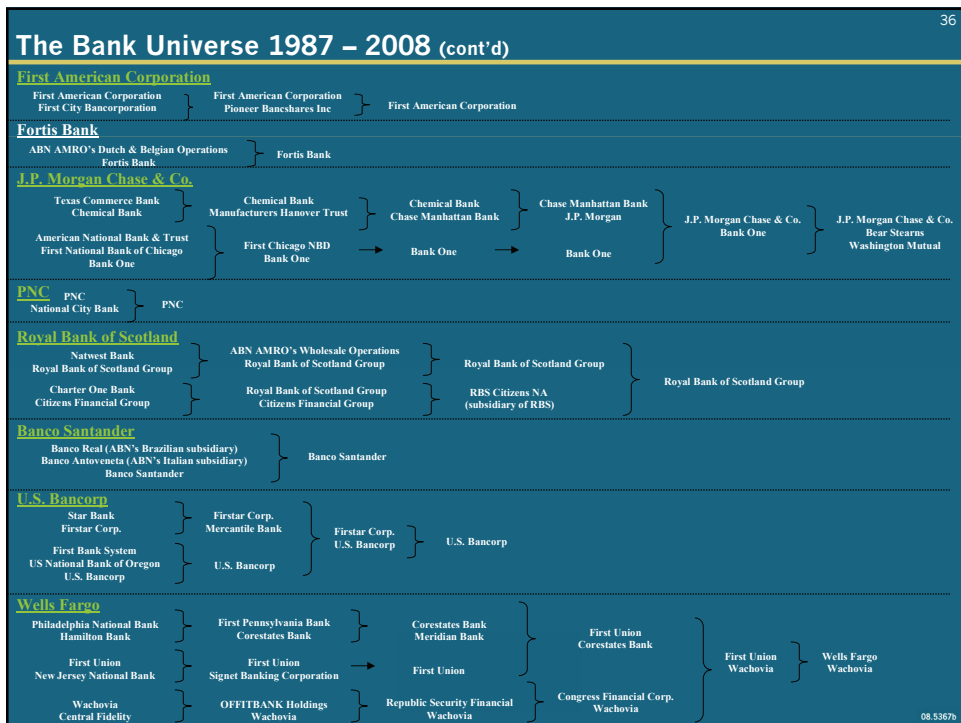 36
The Bank Universe 1987 – 2008 (cont'd)
First American Corporation
First American Corporation
First City Bancorporation
First American Corporation
Pioneer Bancshares Inc
First American Corporation
Fortis Bank
ABN AMRO's Dutch & Belgian Operations
Fortis Bank
Fortis Bank
J.P. Morgan Chase & Co.
Texas Commerce Bank
Chemical Bank
Chemical Bank
Manufacturers Hanover Trust
Chemical Bank
Chase Manhattan Bank
Chase Manhattan Bank
J.P. Morgan
J.P. Morgan Chase & Co.
Bank One
J.P. Morgan Chase & Co.
Bear Stearns
Washington Mutual
American National Bank & Trust
First National Bank of Chicago
Bank One
First Chicago NBD
Bank One
Bank One
Bank One
PNC
PNC
National City Bank
PNC
Royal Bank of Scotland
Natwest Bank
Royal Bank of Scotland Group
ABN AMRO's Wholesale Operations
Royal Bank of Scotland Group
Royal Bank of Scotland Group
Royal Bank of Scotland Group
Charter One Bank
Citizens Financial Group
Royal Bank of Scotland Group
Citizens Financial Group
RBS Citizens NA
(subsidiary of RBS)
Banco Santander
Banco Real (ABN's Brazilian subsidiary)
Banco Antoveneta (ABN's Italian subsidiary)
Banco Santander
Banco Santander
U.S. Bancorp
Star Bank
Firstar Corp.
Firstar Corp.
Mercantile Bank
Firstar Corp.
U.S. Bancorp
U.S. Bancorp
First Bank System
US National Bank of Oregon
U.S. Bancorp
U.S. Bancorp
Wells Fargo
Philadelphia National Bank
Hamilton Bank
First Pennsylvania Bank
Corestates Bank
Corestates Bank
Meridian Bank
First Union
Corestates Bank
First Union
New Jersey National Bank
First Union
Signet Banking Corporation
First Union
First Union
Wachovia
Wells Fargo
Wachovia
Wachovia
Central Fidelity
OFFITBANK Holdings
Wachovia
Republic Security Financial
Wachovia
Congress Financial Corp.
Wachovia
08.5367b